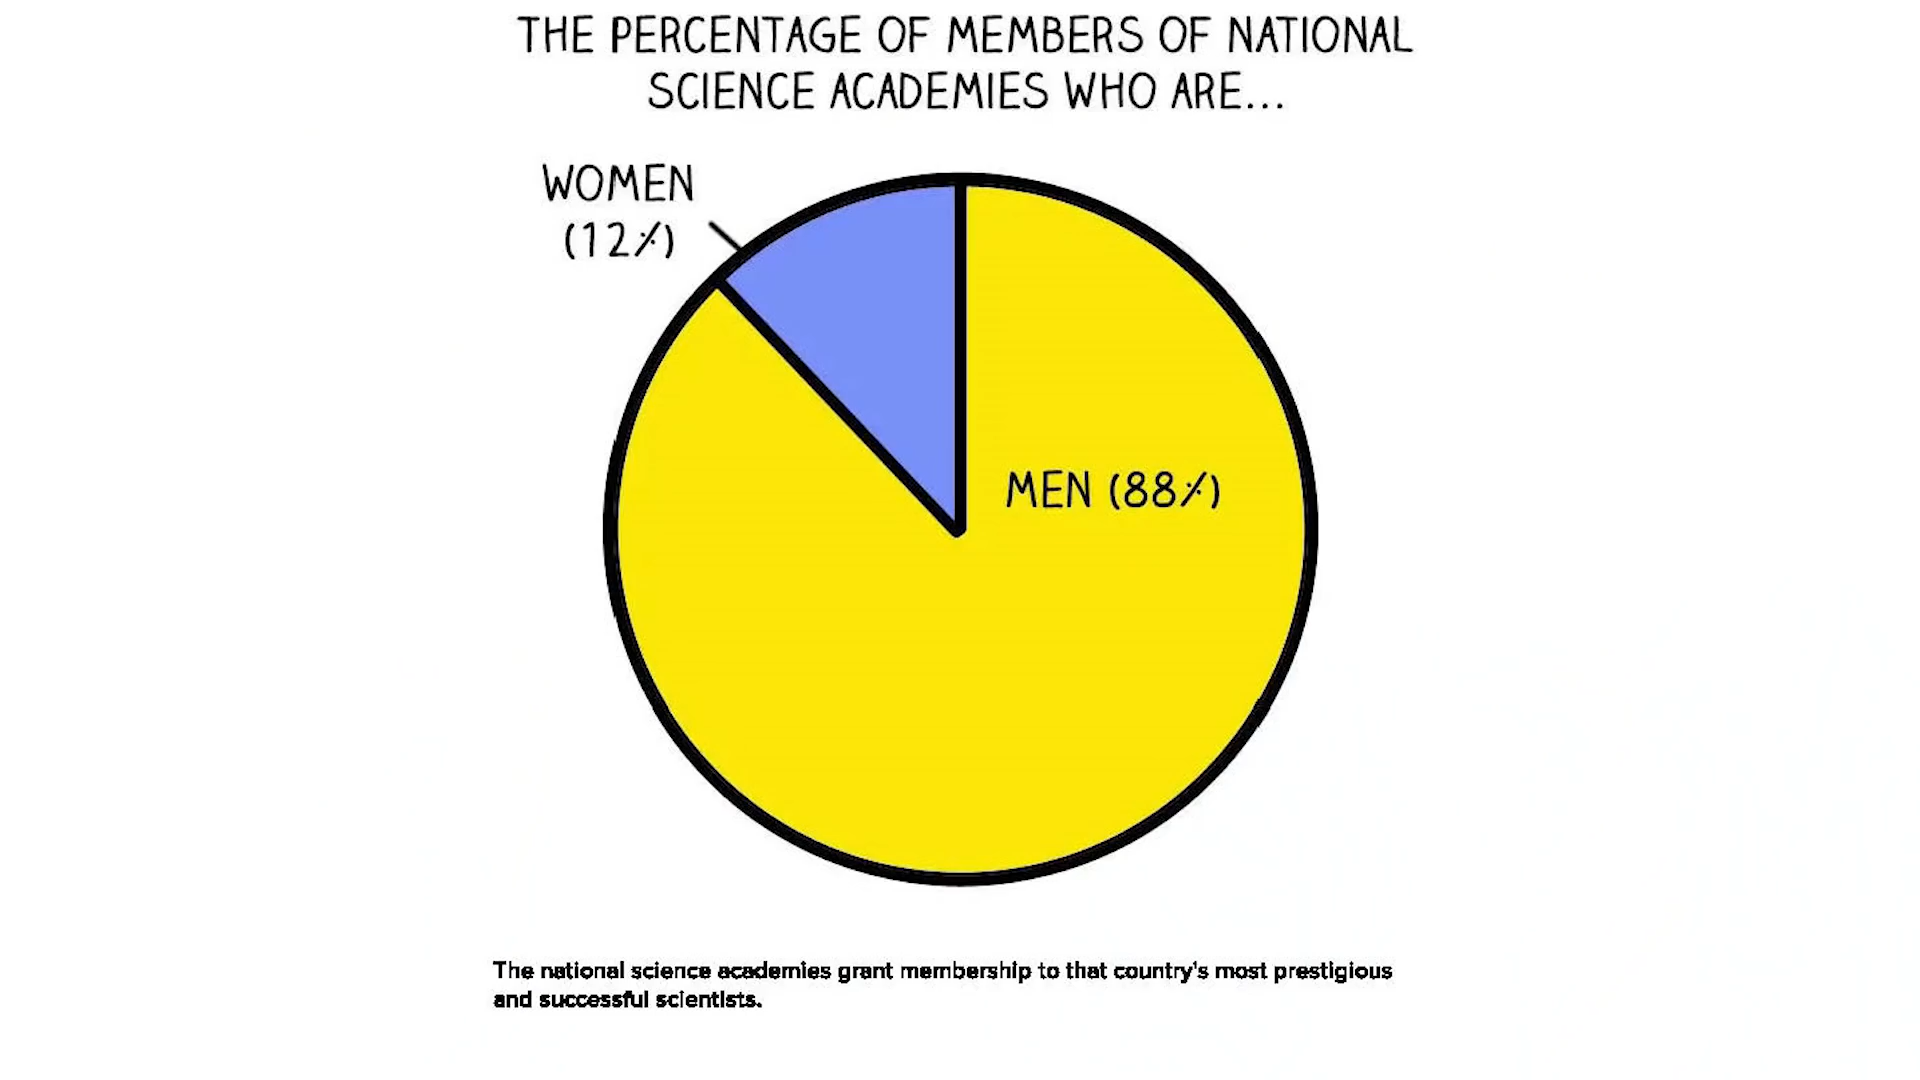 THE PERCENTAGE OF MEMBERS OF NATIONAL
SCIENCE ACADEMIES WHO ARE...
WOMEN
(12%)
MEN (88%)
The national science academies grant membership to that country's most prestigious
and successful scientists.